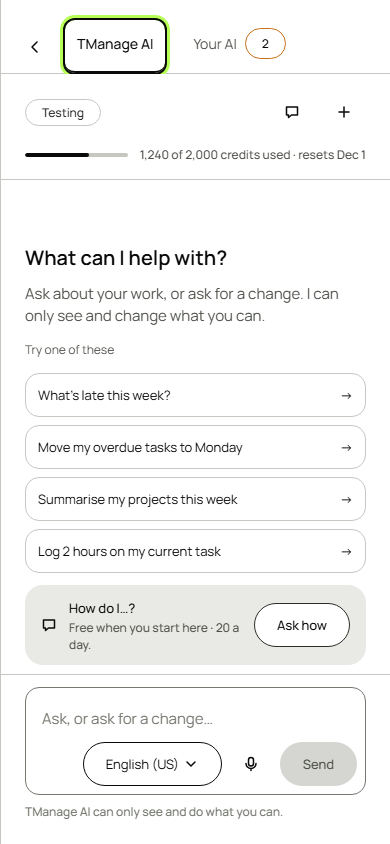 TManage AI
Your AI 2
Testing
1,240 of 2,000 credits used · resets Dec 1
What can I help with?
Ask about your work, or ask for a change. I can
only see and change what you can.
Try one of these
What's late this week? →
Move my overdue tasks to Monday →
Summarise my projects this week →
Log 2 hours on my current task →
How do I…?
Free when you start here · 20 a
day.
Ask how
Ask, or ask for a change…
English (US)
Send
TManage AI can only see and do what you can.